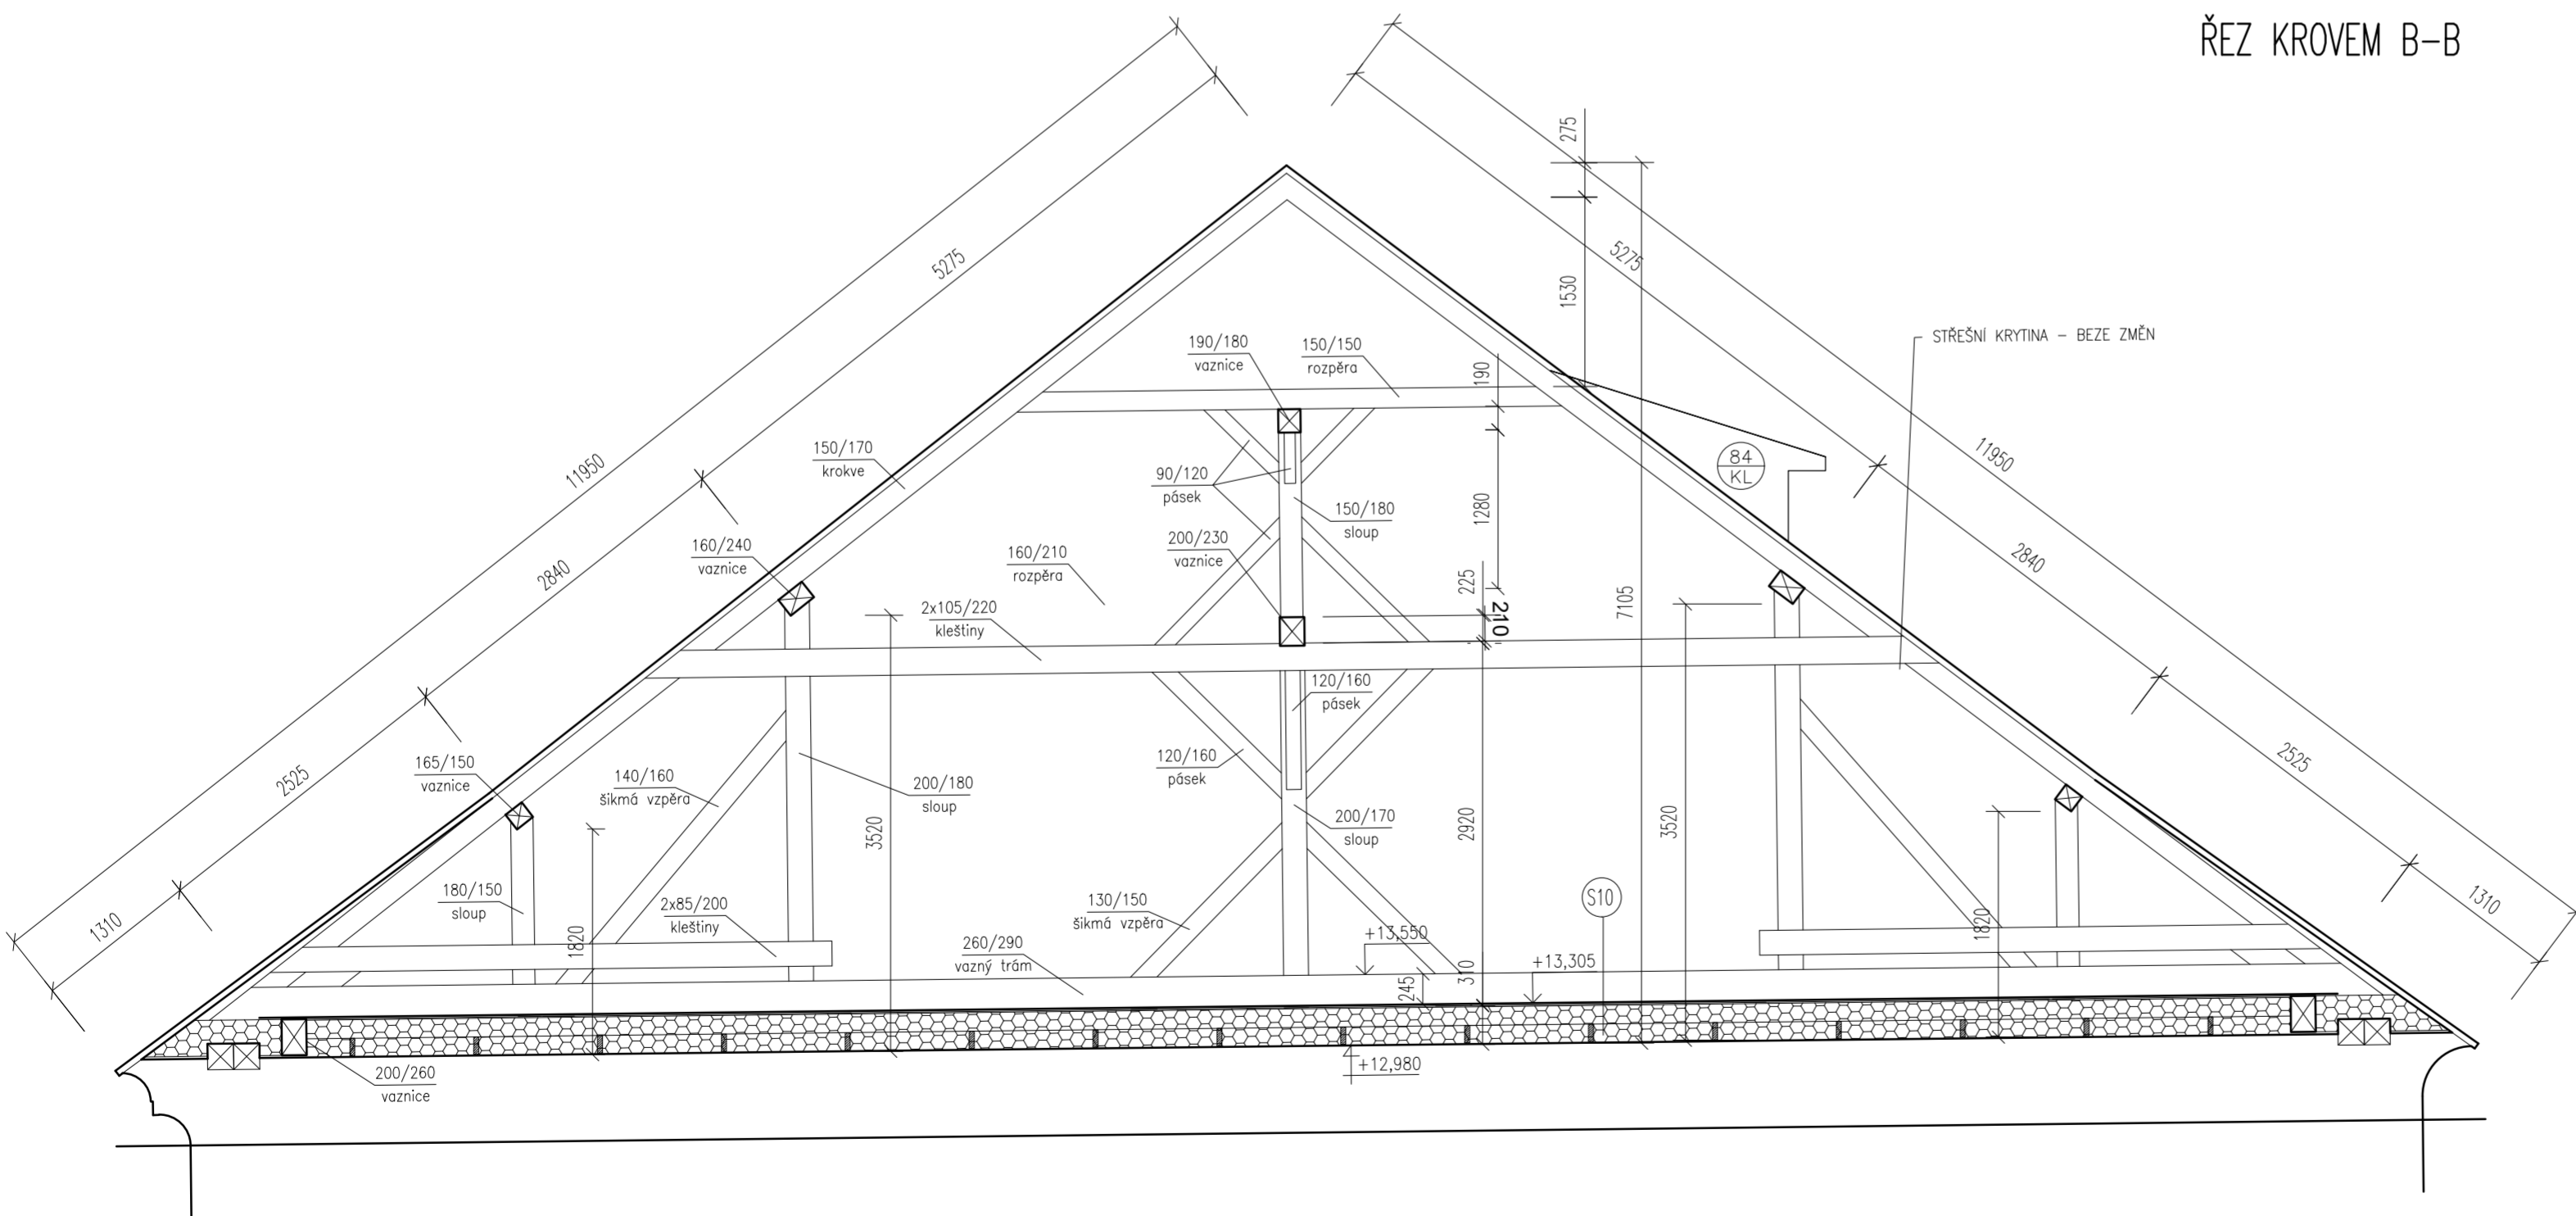 ŘEZ KROVEM B-B
275
5275
5275
1530
190/180
vaznice
150/150
rozpěra
STŘEŠNÍ KRYTINA - BEZE ZMĚN
190
150/170
krokve
11950
11950
90/120
pásek
84
KL
150/180
sloup
1280
200/230
vaznice
160/240
vaznice
160/210
rozpěra
2840
2840
225
210
7105
2x105/220
kleštiny
120/160
pásek
120/160
pásek
165/150
vaznice
140/160
šikmá vzpěra
200/180
sloup
200/170
sloup
2525
2525
3520
2920
3520
180/150
sloup
2x85/200
kleštiny
130/150
šikmá vzpěra
S10
1310
1310
1820
1820
260/290
vazný trám
+13,550
+13,305
245
310
200/260
vaznice
+12,980